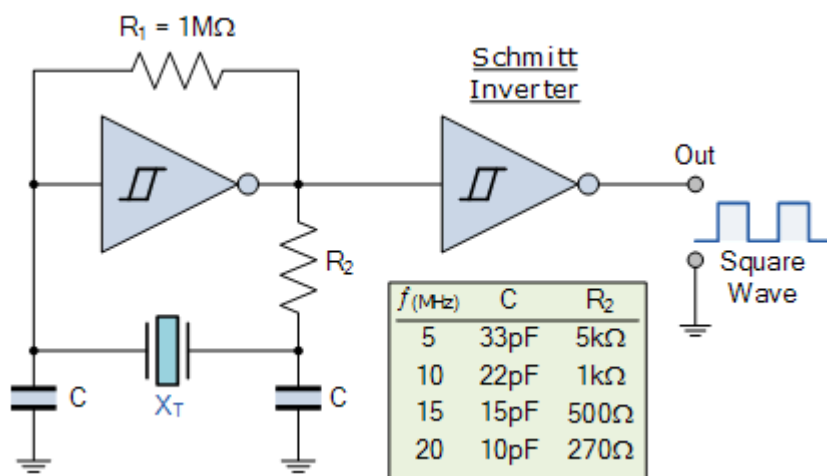 R₁ = 1MΩ
Schmitt
Inverter
Out
R₂
Square
Wave
C
X_T
C
f(MHz) C R₂
5 33pF 5kΩ
10 22pF 1kΩ
15 15pF 500Ω
20 10pF 270Ω